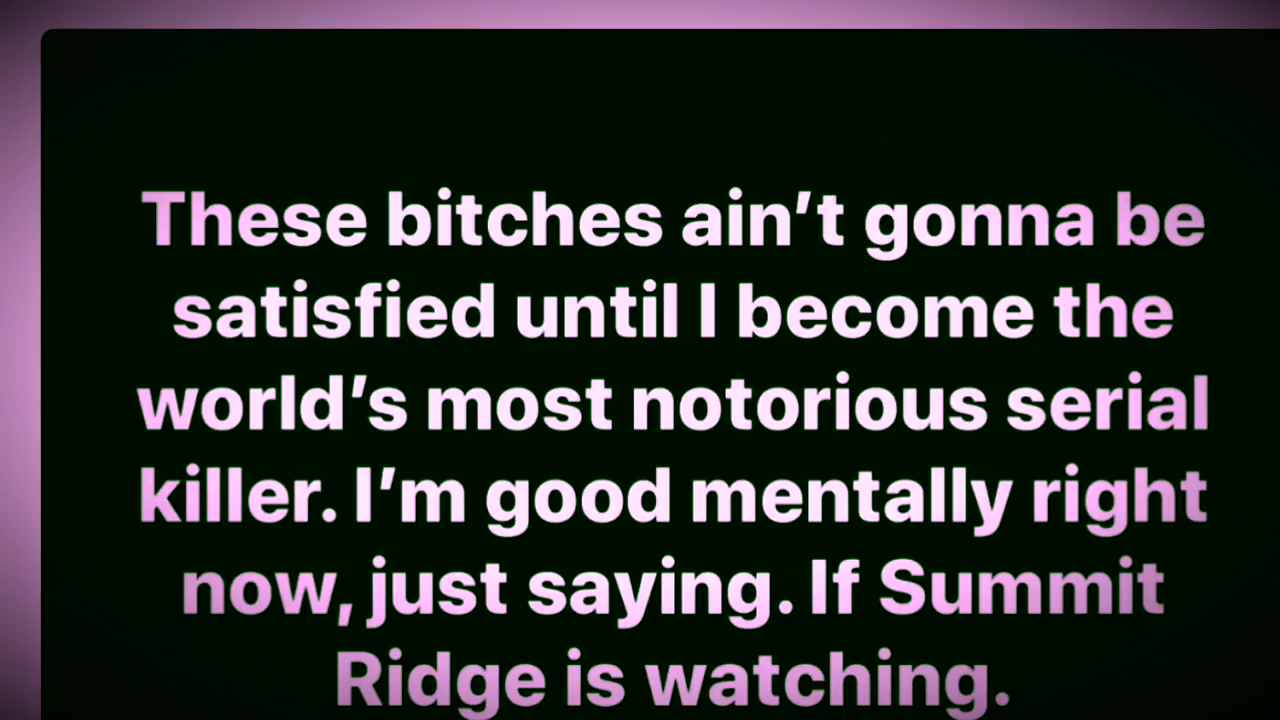 These bitches ain’t gonna be
satisfied until I become the
world’s most notorious serial
killer. I’m good mentally right
now, just saying. If Summit
Ridge is watching.